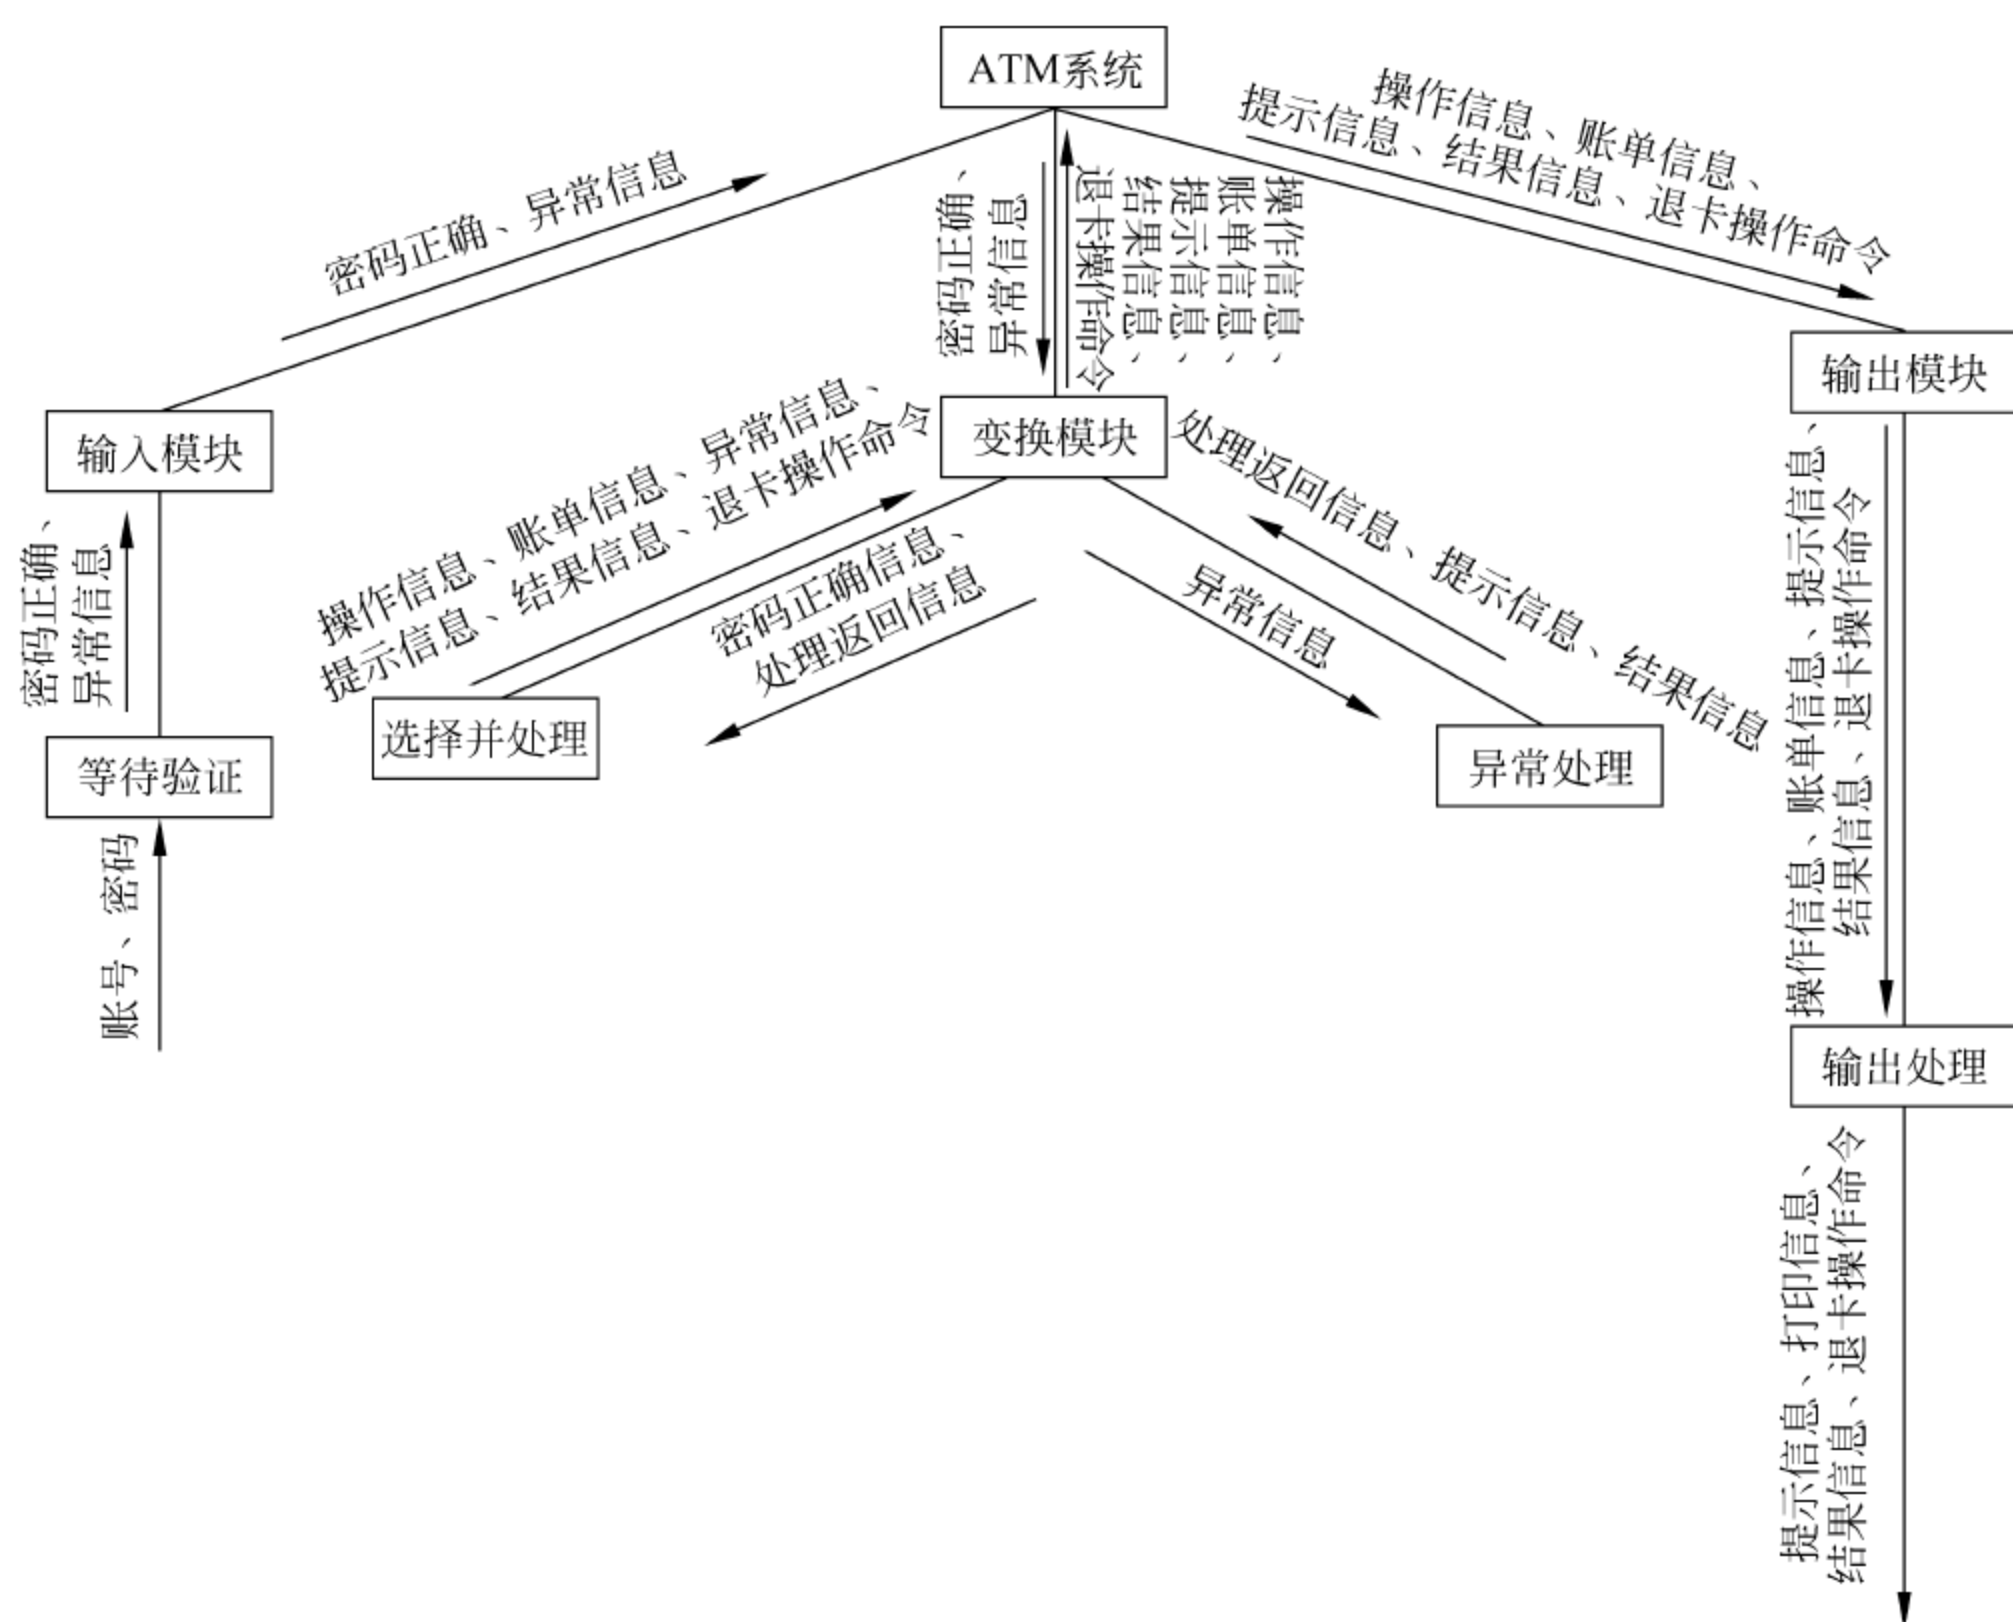 ATM系统
密码正确、异常信息
密码正确、
异常信息
操作信息、
账单信息、
提示信息、
结果信息、
退卡操作命令
操作信息、账单信息、
提示信息、结果信息、退卡操作命令
输入模块
变换模块
输出模块
密码正确、
异常信息
操作信息、账单信息、异常信息、
提示信息、结果信息、退卡操作命令
密码正确信息、
处理返回信息
处理返回信息、提示信息、结果信息
异常信息
操作信息、账单信息、提示信息、
结果信息、退卡操作命令
等待验证
选择并处理
异常处理
账号、密码
输出处理
提示信息、打印信息、
结果信息、退卡操作命令